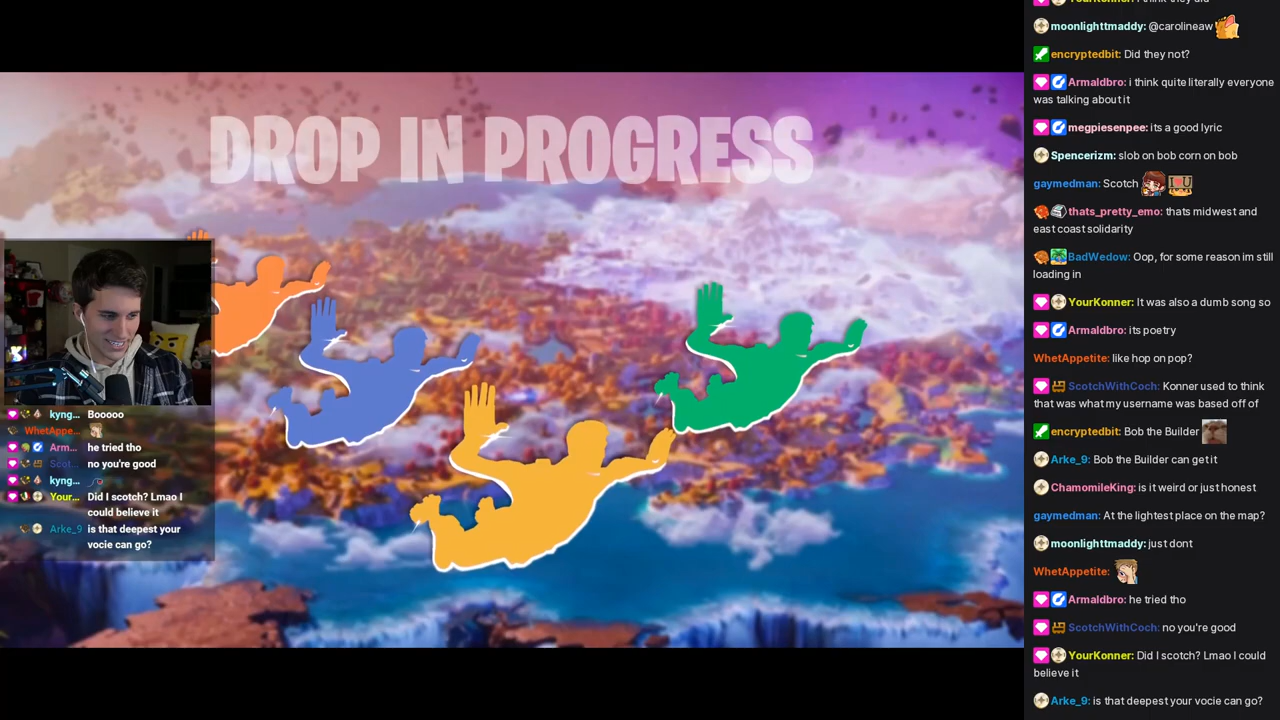 DROP IN PROGRESS
kyng... Booooo
WhetAppe...
Arm... he tried tho
Scot... no you're good
kyng...
Your... Did I scotch? Lmao I
could believe it
Arke_9 is that deepest your
vocie can go?
moonlighttmaddy: @carolineaw
encryptedbit: Did they not?
Armaldbro: i think quite literally everyone
was talking about it
megpiesenpee: its a good lyric
Spencerizm: slob on bob corn on bob
gaymedman: Scotch
thats_pretty_emo: thats midwest and
east coast solidarity
BadWedow: Oop, for some reason im still
loading in
YourKonner: It was also a dumb song so
Armaldbro: its poetry
WhetAppetite: like hop on pop?
ScotchWithCoch: Konner used to think
that was what my username was based off of
encryptedbit: Bob the Builder
Arke_9: Bob the Builder can get it
ChamomileKing: is it weird or just honest
gaymedman: At the lightest place on the map?
moonlighttmaddy: just dont
WhetAppetite:
Armaldbro: he tried tho
ScotchWithCoch: no you're good
YourKonner: Did I scotch? Lmao I could
believe it
Arke_9: is that deepest your vocie can go?